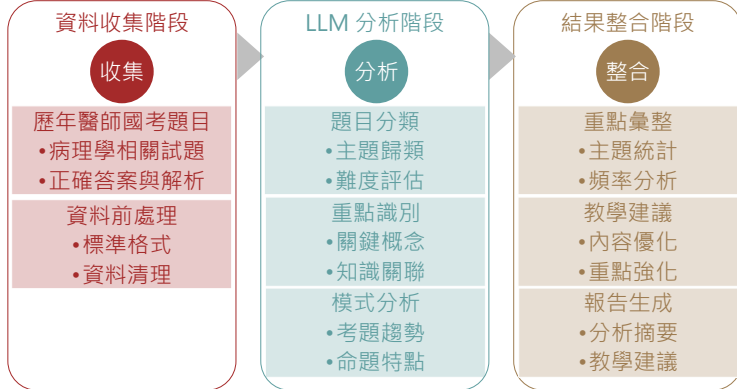 資料收集階段
收集
歷年醫師國考題目
•病理學相關試題
•正確答案與解析
資料前處理
•標準格式
•資料清理
LLM 分析階段
分析
題目分類
•主題歸類
•難度評估
重點識別
•關鍵概念
•知識關聯
模式分析
•考題趨勢
•命題特點
結果整合階段
整合
重點彙整
•主題統計
•頻率分析
教學建議
•內容優化
•重點強化
報告生成
•分析摘要
•教學建議